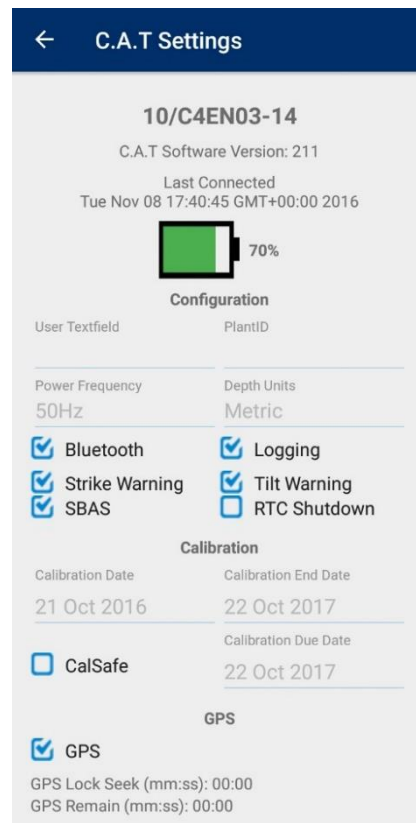 C.A.T Settings
10/C4EN03-14
C.A.T Software Version: 211
Last Connected
Tue Nov 08 17:40:45 GMT+00:00 2016
70%
Configuration
User Textfield PlantID
Power Frequency Depth Units
50Hz Metric
Bluetooth Logging
Strike Warning Tilt Warning
SBAS RTC Shutdown
Calibration
Calibration Date Calibration End Date
21 Oct 2016 22 Oct 2017
Calibration Due Date
CalSafe 22 Oct 2017
GPS
GPS
GPS Lock Seek (mm:ss): 00:00
GPS Remain (mm:ss): 00:00